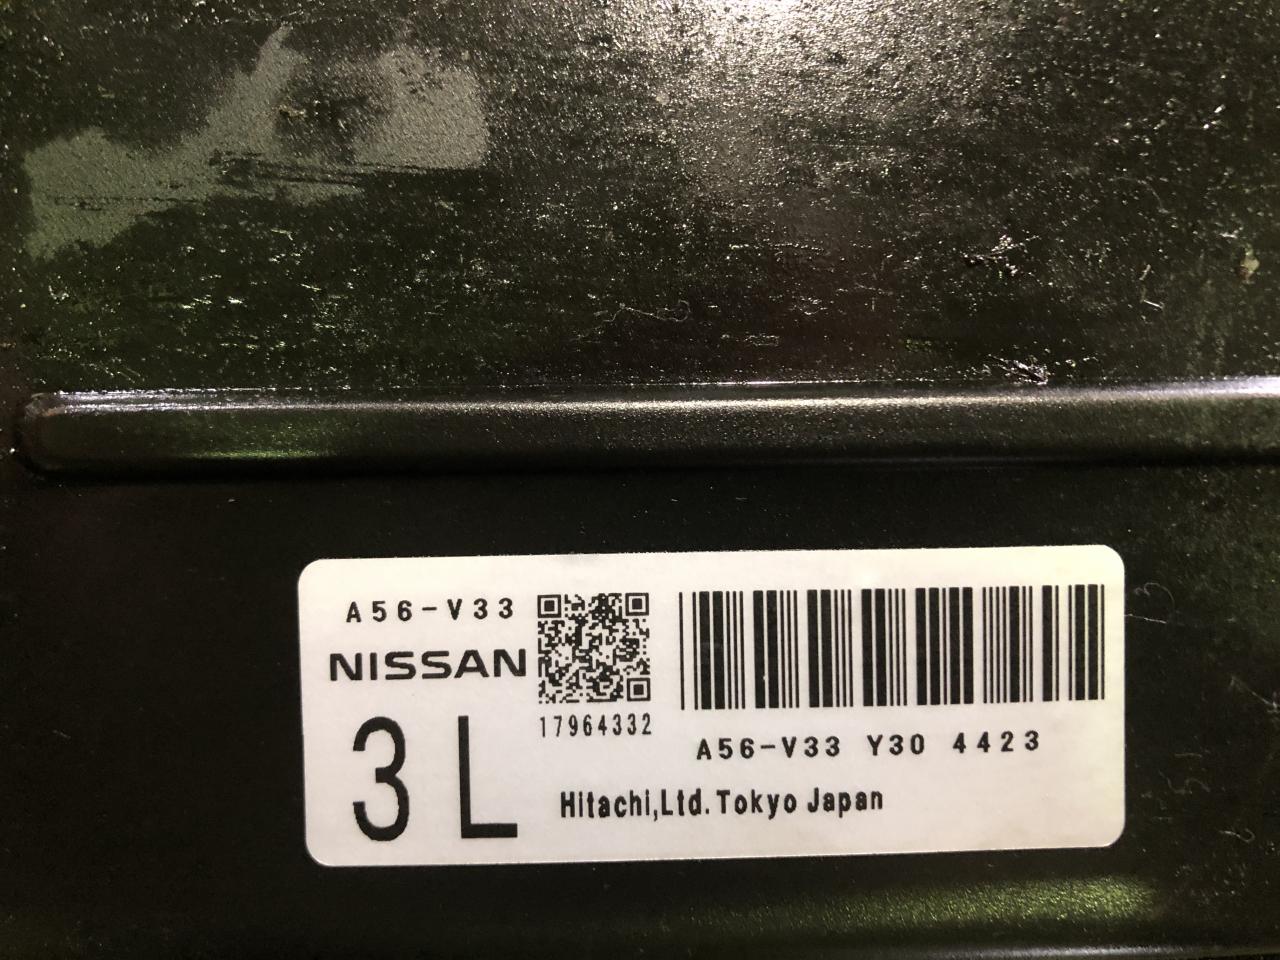 A56-V33
NISSAN
3 L
17964332
A56-V33 Y30 4423
Hitachi,Ltd.Tokyo Japan